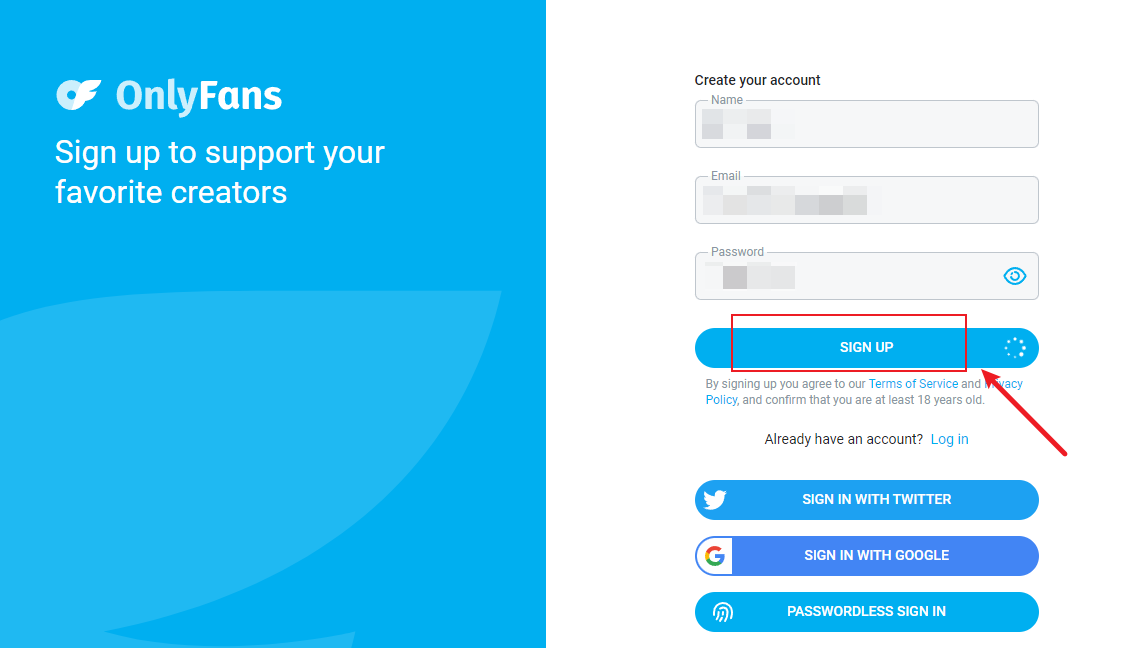 OnlyFans
Sign up to support your
favorite creators
Create your account
Name
Email
Password
SIGN UP
By signing up you agree to our Terms of Service and Privacy
Policy, and confirm that you are at least 18 years old.
Already have an account? Log in
SIGN IN WITH TWITTER
SIGN IN WITH GOOGLE
PASSWORDLESS SIGN IN